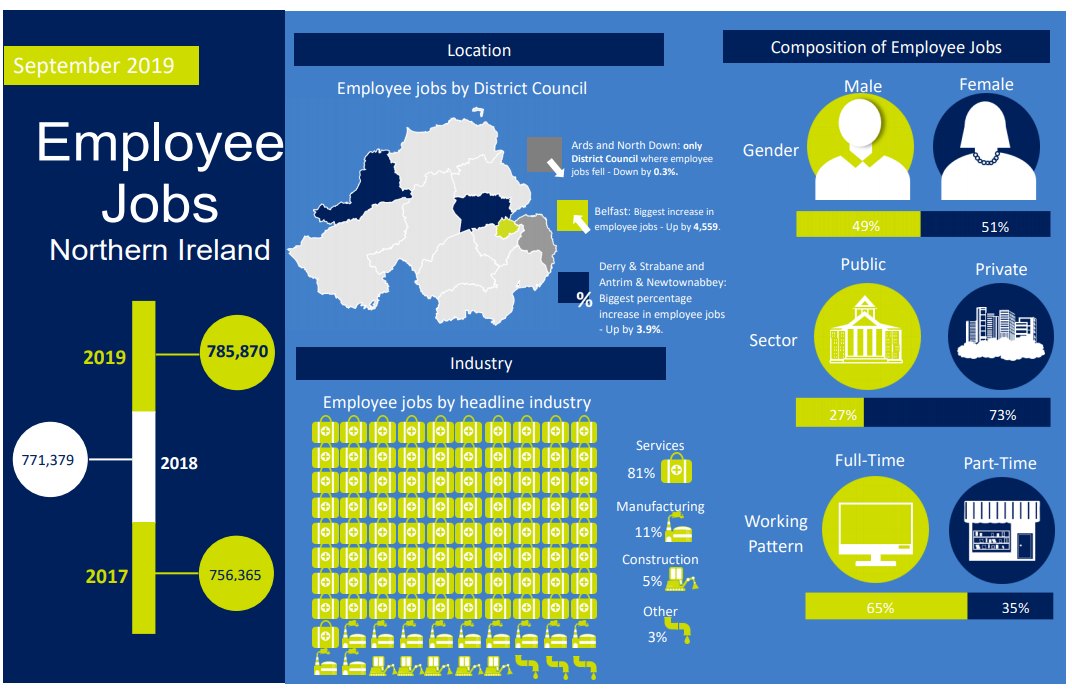 September 2019
Employee
Jobs
Northern Ireland
2019
785,870
771,379
2018
2017
756,365
Location
Employee jobs by District Council
Ards and North Down: only
District Council where employee
jobs fell - Down by 0.3%.
Belfast: Biggest increase in
employee jobs - Up by 4,559.
%
Derry & Strabane and
Antrim & Newtownabbey:
Biggest percentage
increase in employee jobs
- Up by 3.9%.
Industry
Employee jobs by headline industry
Services
81%
Manufacturing
11%
Construction
5%
Other
3%
Composition of Employee Jobs
Male
Female
Gender
49%
51%
Public
Private
Sector
27%
73%
Full-Time
Part-Time
Working
Pattern
65%
35%